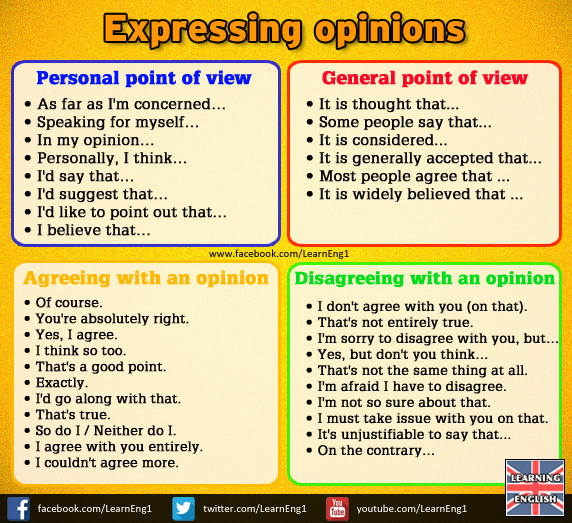 Expressing opinions
Personal point of view
• As far as I'm concerned...
• Speaking for myself...
• In my opinion...
• Personally, I think...
• I'd say that...
• I'd suggest that...
• I'd like to point out that...
• I believe that...
General point of view
• It is thought that...
• Some people say that...
• It is considered...
• It is generally accepted that...
• Most people agree that ...
• It is widely believed that ...
www.facebook.com/LearnEng1
Agreeing with an opinion
• Of course.
• You're absolutely right.
• Yes, I agree.
• I think so too.
• That's a good point.
• Exactly.
• I'd go along with that.
• That's true.
• So do I / Neither do I.
• I agree with you entirely.
• I couldn't agree more.
Disagreeing with an opinion
• I don't agree with you (on that).
• That's not entirely true.
• I'm sorry to disagree with you, but...
• Yes, but don't you think...
• That's not the same thing at all.
• I'm afraid I have to disagree.
• I'm not so sure about that.
• I must take issue with you on that.
• It's unjustifiable to say that...
• On the contrary...
LEARNING
ENGLISH
f facebook.com/LearnEng1
twitter.com/LearnEng1
You
Tube
youtube.com/LearnEng1